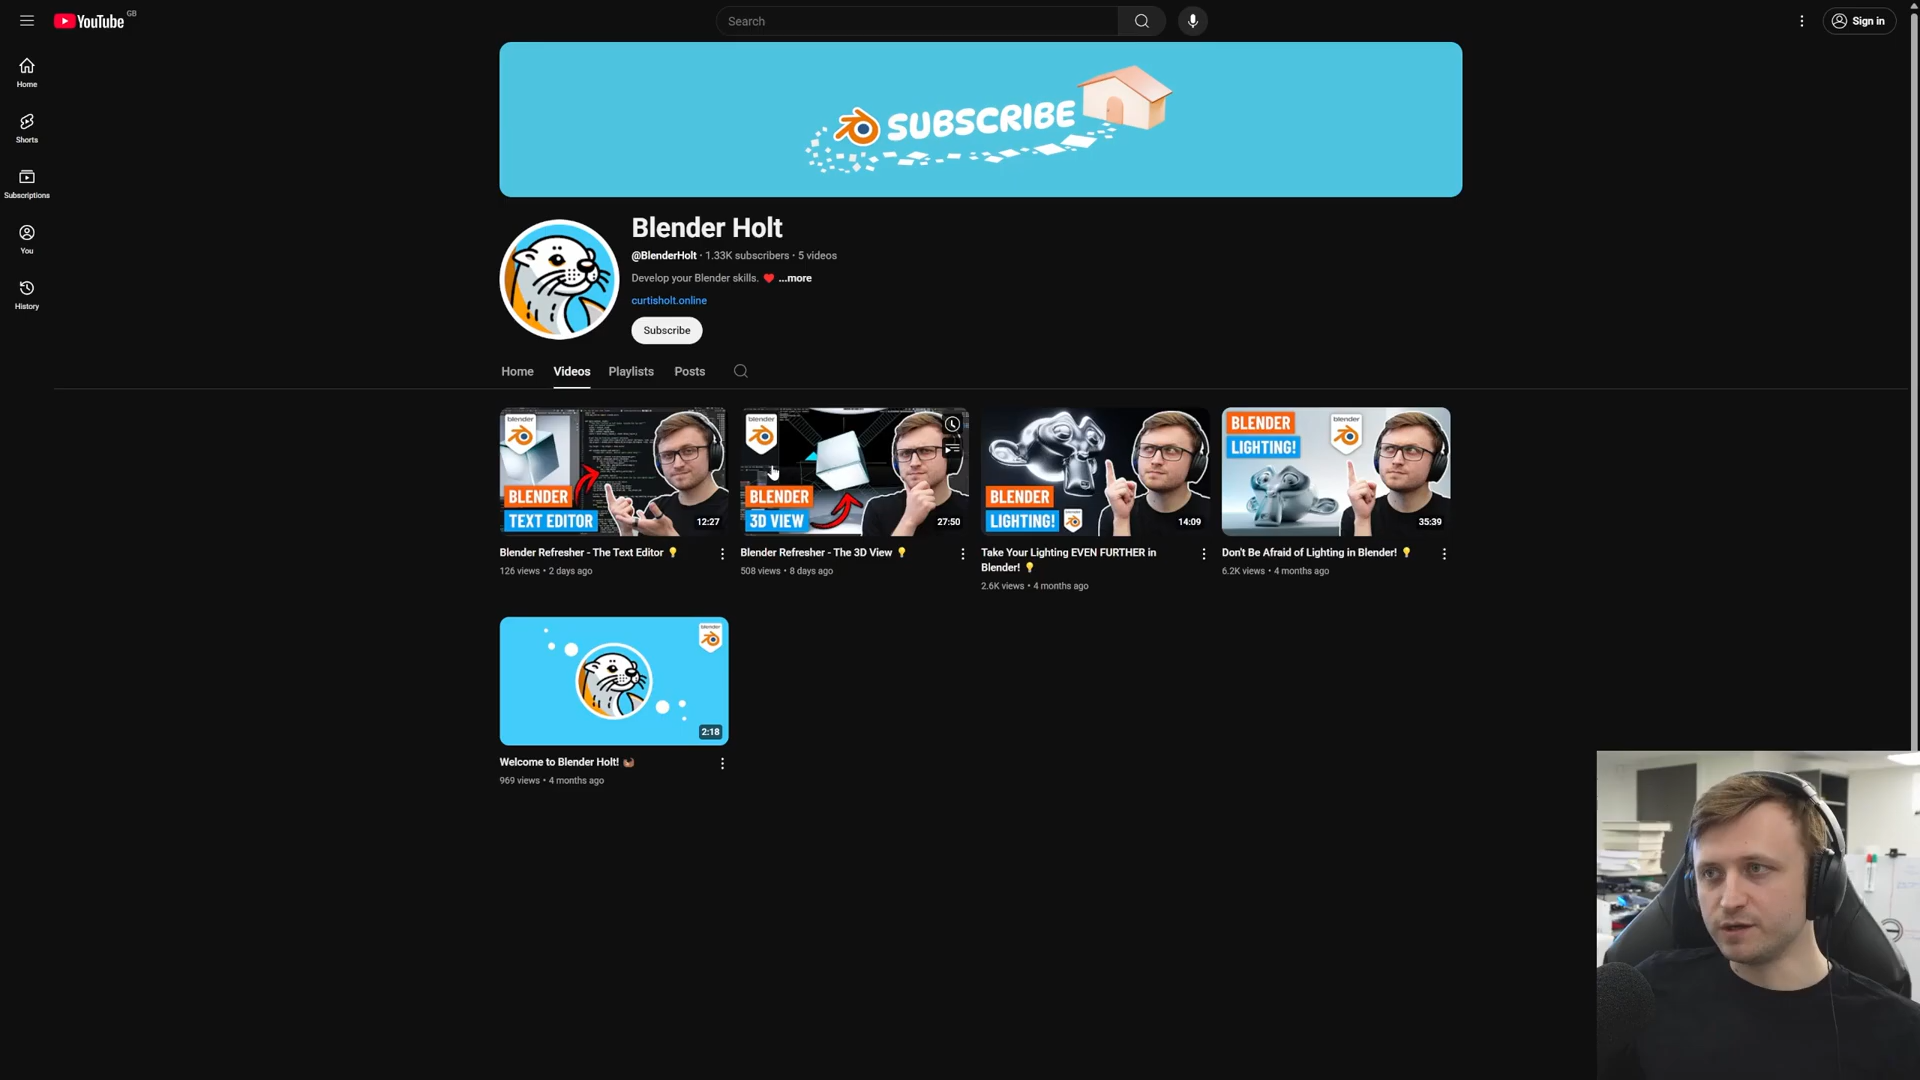 YouTube GB
Search
Sign in
Home
Shorts
Subscriptions
You
History
SUBSCRIBE
Blender Holt
@BlenderHolt • 1.33K subscribers • 5 videos
Develop your Blender skills. ❤️ ...more
curtisholt.online
Subscribe
Home Videos Playlists Posts
blender
BLENDER
TEXT EDITOR
12:27
Blender Refresher - The Text Editor 💡
126 views • 2 days ago
blender
BLENDER
3D VIEW
27:50
Blender Refresher - The 3D View 💡
508 views • 8 days ago
BLENDER
LIGHTING!
14:09
Take Your Lighting EVEN FURTHER in
Blender! 💡
2.6K views • 4 months ago
BLENDER
LIGHTING!
blender
35:39
Don't Be Afraid of Lighting in Blender! 💡
6.2K views • 4 months ago
blender
2:18
Welcome to Blender Holt! 🦦
969 views • 4 months ago